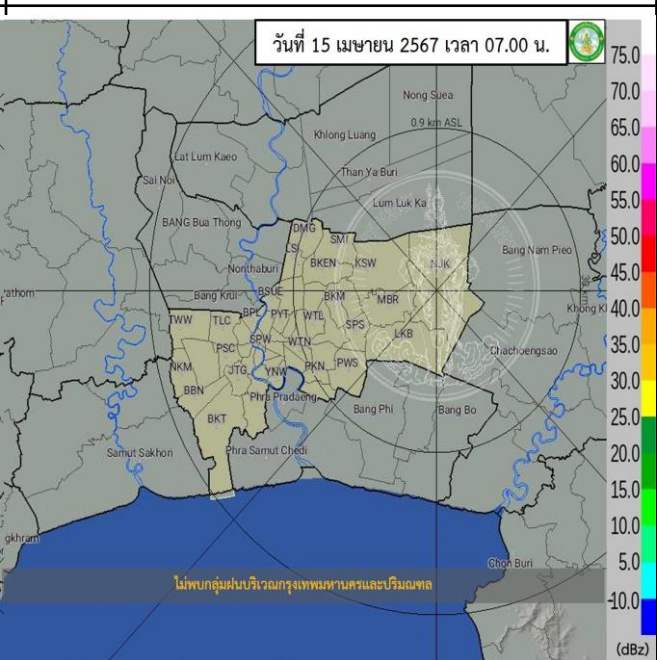 วันที่ 15 เมษายน 2567 เวลา 07.00 น.
75.0
Nong Suea
70.0
0.9 km ASL
Khlong Luang
65.0
Lat Lum Kaeo
Than Ya Buri
60.0
Sai Noi
Lum Luk Ka
55.0
BANG Bua Thong
DMG
SMI
50.0
LSI
Bang Nam Pieo
BKEN
KSW
NJK
Nonthaburi
45.0
Bang Krui
BSUE
BKM
MBR
40.0
BPL
PYT
WTL
TWW
TLC
SPS
35.0
LKB
SPW
WTN
PSC
Chachoengsao
NKM
JTG
YNW
PKN
PWS
30.0
BBN
Phra Pradaeng
Bang Phi
Bang Bo
25.0
BKT
Samut Sakhon
Phra Samut Chedi
20.0
15.0
gkhram
10.0
Chon Buri
5.0
ไม่พบกลุ่มฝนบริเวณกรุงเทพมหานครและปริมณฑล
-10.0
(dBz)